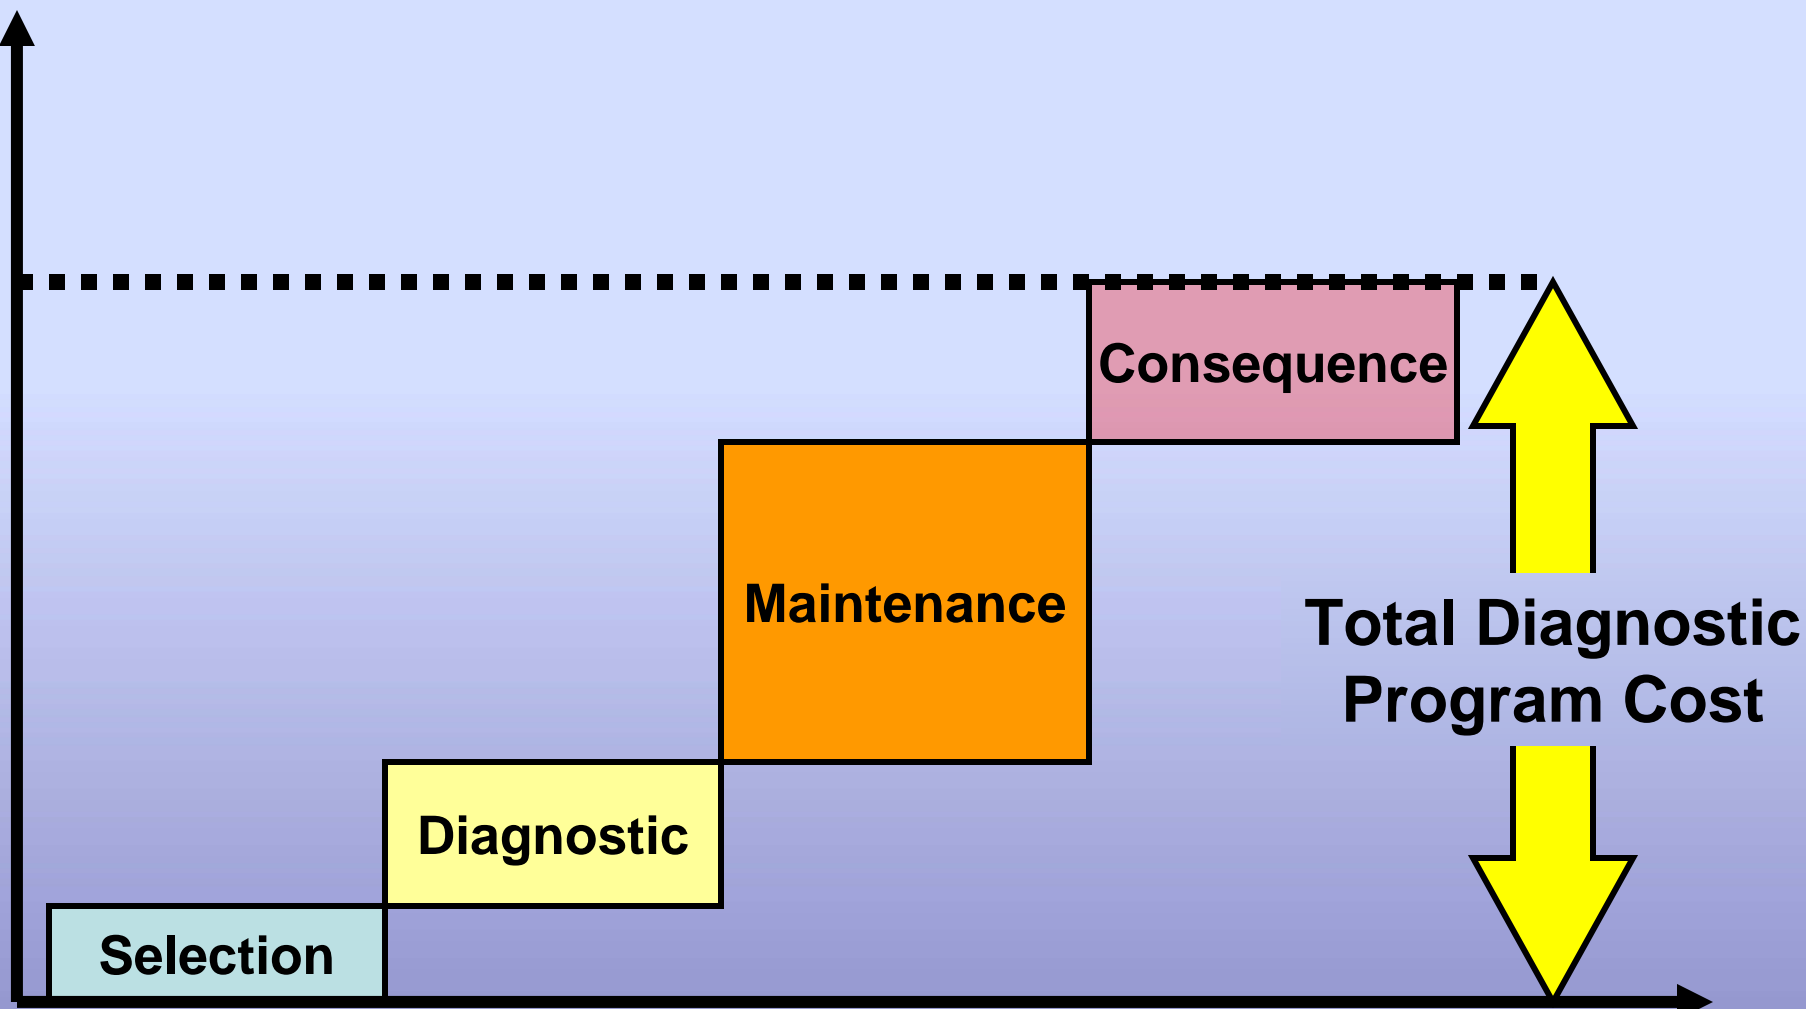 Consequence
Maintenance
Total Diagnostic
Program Cost
Diagnostic
Selection